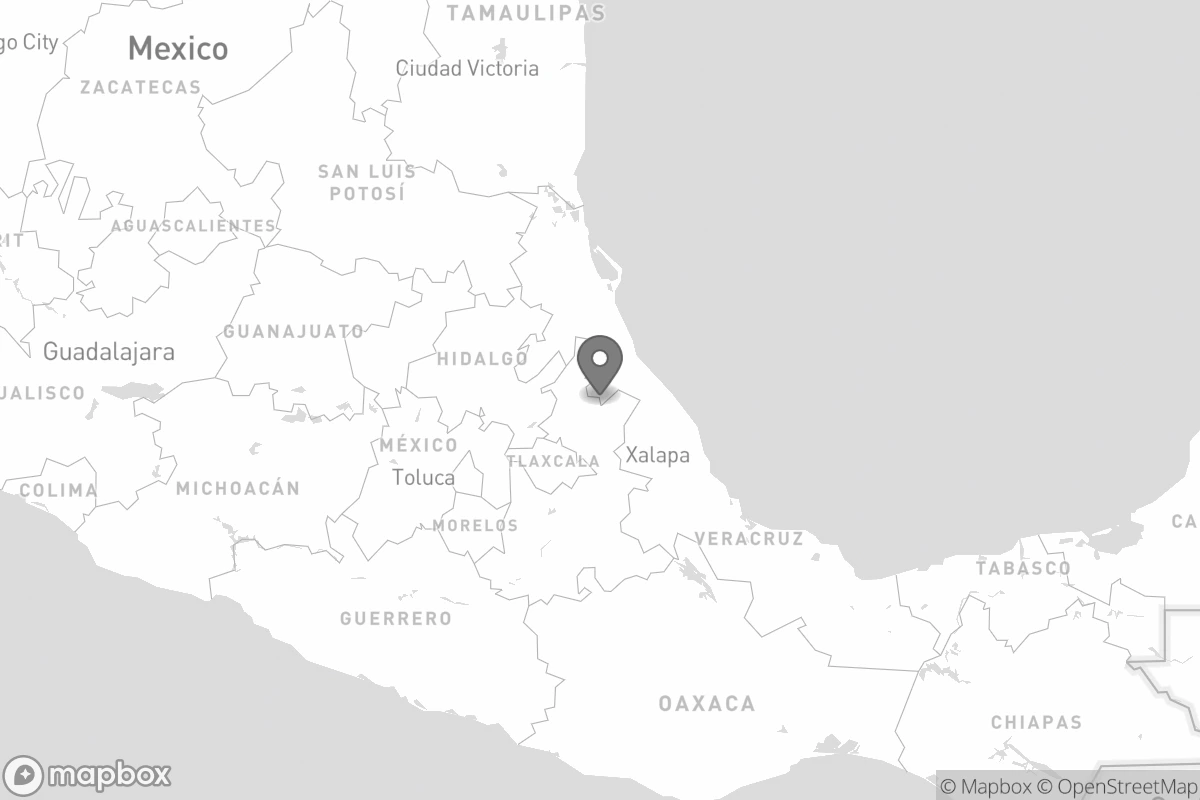 TAMAULIPAS
go City
Mexico
Ciudad Victoria
ZACATECAS
SAN LUIS
POTOSÍ
AGUASCALIENTES
RIT
GUANAJUATO
Guadalajara
HIDALGO
JALISCO
MÉXICO
Xalapa
TLAXCALA
Toluca
COLIMA
MICHOACÁN
CA
MORELOS
VERACRUZ
TABASCO
GUERRERO
OAXACA
CHIAPAS
mapbox
© Mapbox © OpenStreetMap